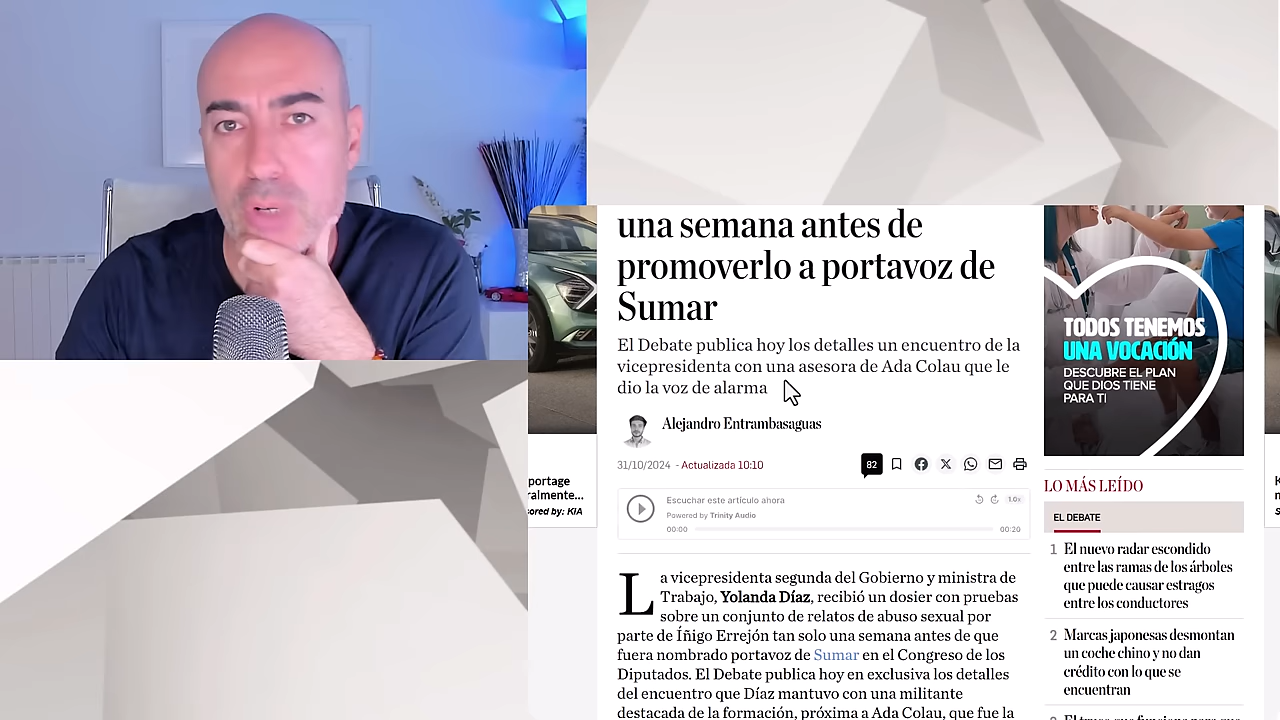 una semana antes de
promoverlo a portavoz de
Sumar
El Debate publica hoy los detalles un encuentro de la
vicepresidenta con una asesora de Ada Colau que le
dio la voz de alarma
Alejandro Entrambasaguas
31/10/2024 - Actualizada 10:10
82
Escuchar este artículo ahora
1.0x
Powered by Trinity Audio
00:00
00:20
La vicepresidenta segunda del Gobierno y ministra de
Trabajo, Yolanda Díaz, recibió un dosier con pruebas
sobre un conjunto de relatos de abuso sexual por
parte de Íñigo Errejón tan solo una semana antes de que
fuera nombrado portavoz de Sumar en el Congreso de los
Diputados. El Debate publica hoy en exclusiva los detalles
del encuentro que Díaz mantuvo con una militante
destacada de la formación, próxima a Ada Colau, que fue la
portage
ralmente...
ored by: KIA
TODOS TENEMOS
UNA VOCACIÓN
DESCUBRE EL PLAN
QUE DIOS TIENE
PARA TI
LO MÁS LEÍDO
EL DEBATE
1 El nuevo radar escondido
entre las ramas de los árboles
que puede causar estragos
entre los conductores
2 Marcas japonesas desmontan
un coche chino y no dan
crédito con lo que se
encuentran